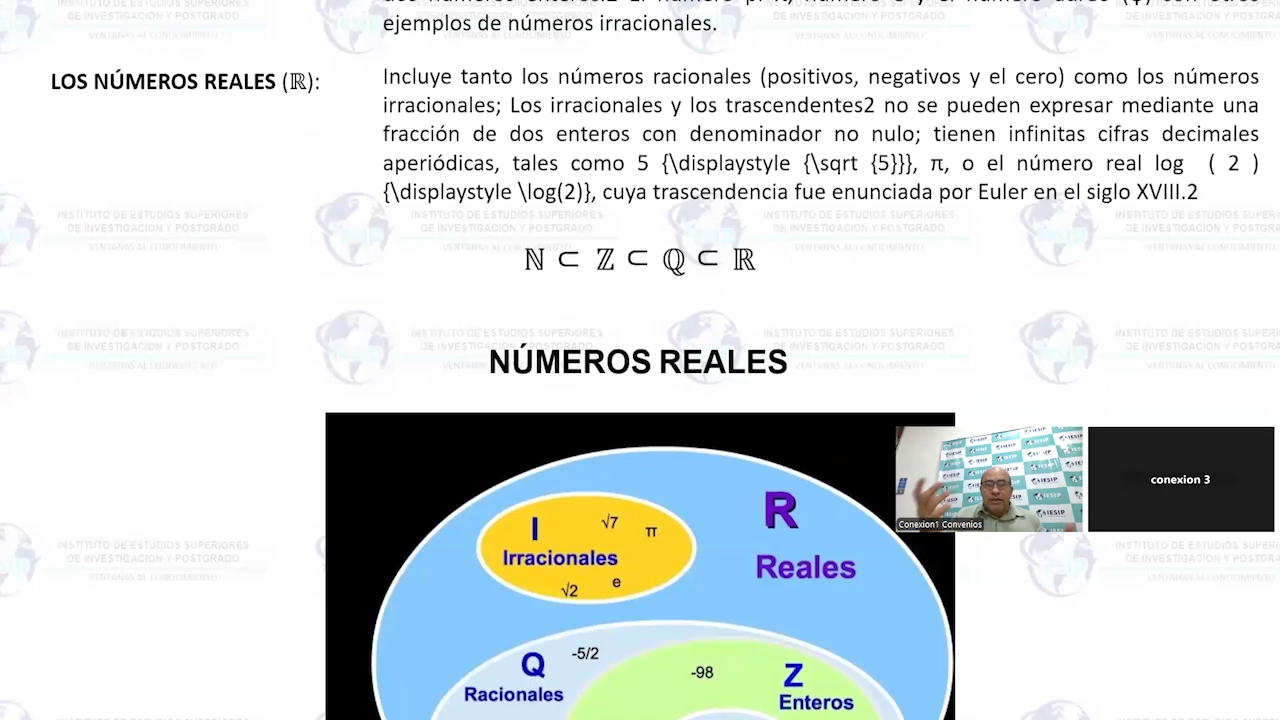 ejemplos de números irracionales.
LOS NÚMEROS REALES (ℝ):
Incluye tanto los números racionales (positivos, negativos y el cero) como los números
irracionales; Los irracionales y los trascendentes2 no se pueden expresar mediante una
fracción de dos enteros con denominador no nulo; tienen infinitas cifras decimales
aperiódicas, tales como 5 {\displaystyle {\sqrt {5}}}, π, o el número real log ( 2 )
{\displaystyle \log(2)}, cuya trascendencia fue enunciada por Euler en el siglo XVIII.2
ℕ ⊂ ℤ ⊂ ℚ ⊂ ℝ
INSTITUTO DE ESTUDIOS SUPERIORES
DE INVESTIGACION Y POSTGRADO
VENTANAS AL CONOCIMIENTO
NÚMEROS REALES
I
Irracionales
√7
π
√2
e
R
Reales
Q
Racionales
-5/2
-98
Z
Enteros
IESIP
Conexion1 Convenios
conexion 3